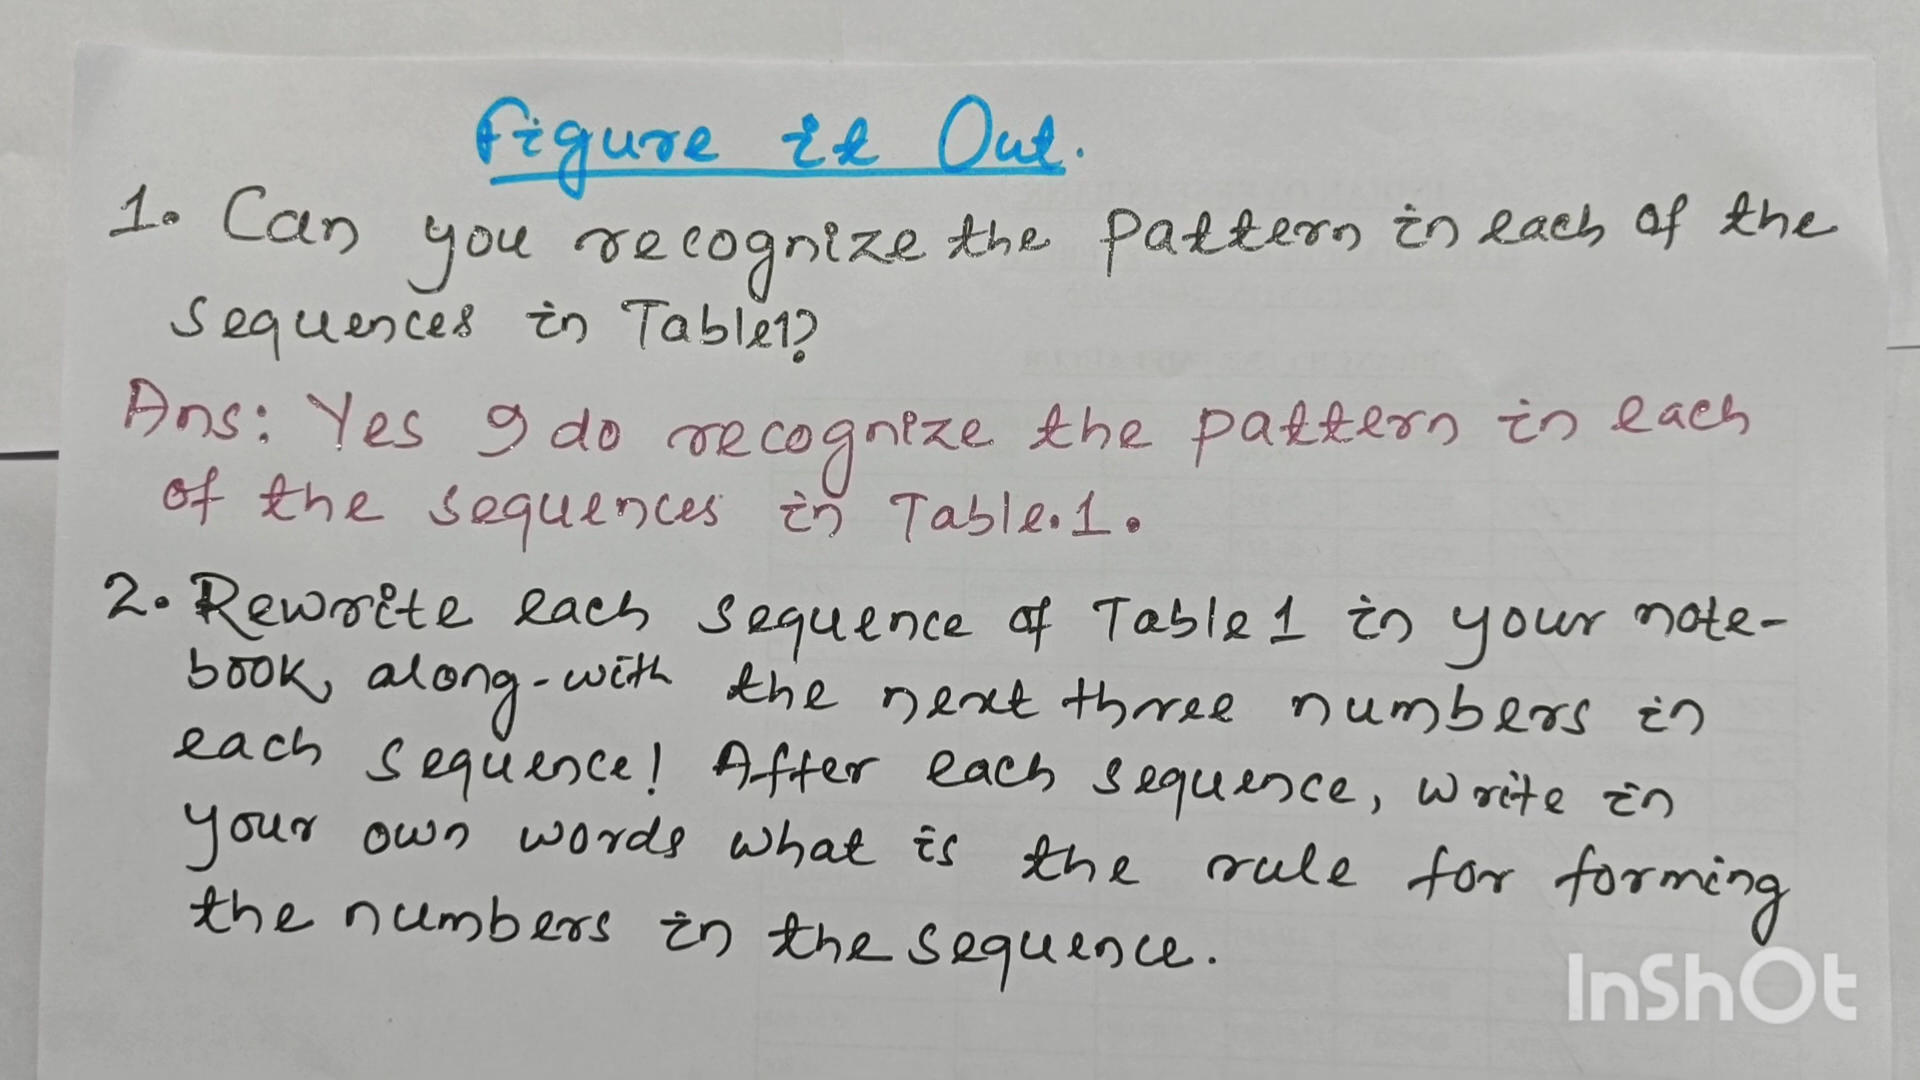 Figure it Out.
1. Can you recognize the pattern in each of the
sequences in Table1?
Ans: Yes I do recognize the pattern in each
of the sequences in Table.1.
2. Rewrite each sequence of Table 1 in your note-
book, along-with the next three numbers in
each sequence! After each sequence, write in
your own words what is the rule for forming
the numbers in the sequence.
InShOt